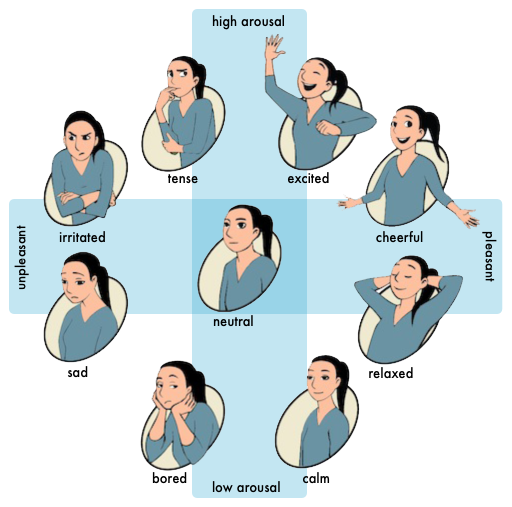 high arousal
tense
excited
irritated
cheerful
unpleasant
pleasant
neutral
sad
relaxed
bored
calm
low arousal